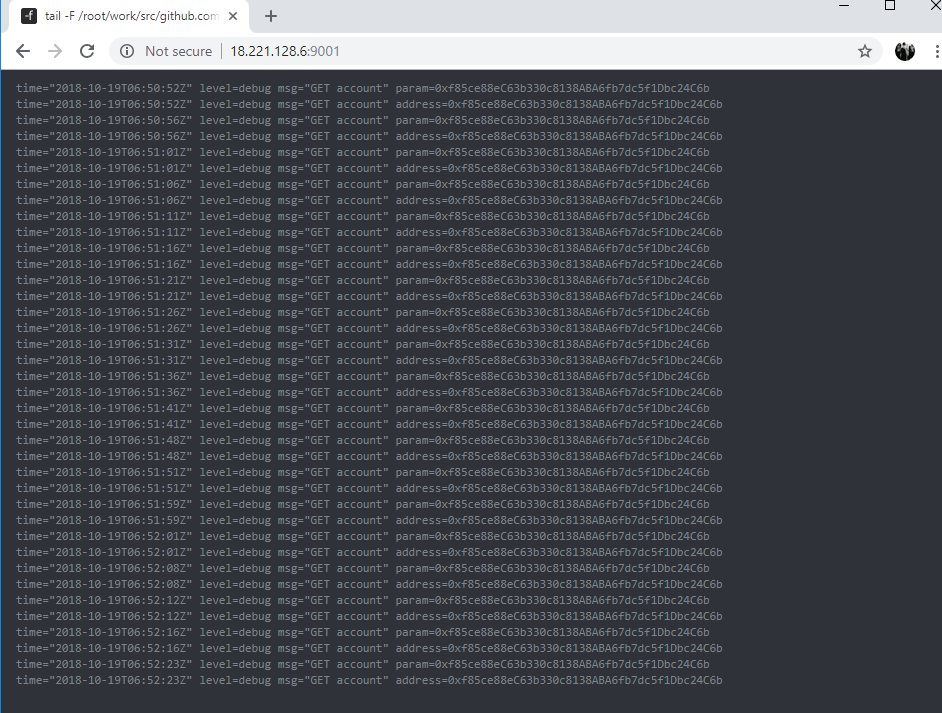 tail -F /root/work/src/github.com
Not secure | 18.221.128.6:9001
time="2018-10-19T06:50:52Z" level=debug msg="GET account" param=0xf85ce88eC63b330c8138ABA6fb7dc5f1Dbc24C6b
time="2018-10-19T06:50:52Z" level=debug msg="GET account" address=0xf85ce88eC63b330c8138ABA6fb7dc5f1Dbc24C6b
time="2018-10-19T06:50:56Z" level=debug msg="GET account" param=0xf85ce88eC63b330c8138ABA6fb7dc5f1Dbc24C6b
time="2018-10-19T06:50:56Z" level=debug msg="GET account" address=0xf85ce88eC63b330c8138ABA6fb7dc5f1Dbc24C6b
time="2018-10-19T06:51:01Z" level=debug msg="GET account" param=0xf85ce88eC63b330c8138ABA6fb7dc5f1Dbc24C6b
time="2018-10-19T06:51:01Z" level=debug msg="GET account" address=0xf85ce88eC63b330c8138ABA6fb7dc5f1Dbc24C6b
time="2018-10-19T06:51:06Z" level=debug msg="GET account" param=0xf85ce88eC63b330c8138ABA6fb7dc5f1Dbc24C6b
time="2018-10-19T06:51:06Z" level=debug msg="GET account" address=0xf85ce88eC63b330c8138ABA6fb7dc5f1Dbc24C6b
time="2018-10-19T06:51:11Z" level=debug msg="GET account" param=0xf85ce88eC63b330c8138ABA6fb7dc5f1Dbc24C6b
time="2018-10-19T06:51:11Z" level=debug msg="GET account" address=0xf85ce88eC63b330c8138ABA6fb7dc5f1Dbc24C6b
time="2018-10-19T06:51:16Z" level=debug msg="GET account" param=0xf85ce88eC63b330c8138ABA6fb7dc5f1Dbc24C6b
time="2018-10-19T06:51:16Z" level=debug msg="GET account" address=0xf85ce88eC63b330c8138ABA6fb7dc5f1Dbc24C6b
time="2018-10-19T06:51:21Z" level=debug msg="GET account" param=0xf85ce88eC63b330c8138ABA6fb7dc5f1Dbc24C6b
time="2018-10-19T06:51:21Z" level=debug msg="GET account" address=0xf85ce88eC63b330c8138ABA6fb7dc5f1Dbc24C6b
time="2018-10-19T06:51:26Z" level=debug msg="GET account" param=0xf85ce88eC63b330c8138ABA6fb7dc5f1Dbc24C6b
time="2018-10-19T06:51:26Z" level=debug msg="GET account" address=0xf85ce88eC63b330c8138ABA6fb7dc5f1Dbc24C6b
time="2018-10-19T06:51:31Z" level=debug msg="GET account" param=0xf85ce88eC63b330c8138ABA6fb7dc5f1Dbc24C6b
time="2018-10-19T06:51:31Z" level=debug msg="GET account" address=0xf85ce88eC63b330c8138ABA6fb7dc5f1Dbc24C6b
time="2018-10-19T06:51:36Z" level=debug msg="GET account" param=0xf85ce88eC63b330c8138ABA6fb7dc5f1Dbc24C6b
time="2018-10-19T06:51:36Z" level=debug msg="GET account" address=0xf85ce88eC63b330c8138ABA6fb7dc5f1Dbc24C6b
time="2018-10-19T06:51:41Z" level=debug msg="GET account" param=0xf85ce88eC63b330c8138ABA6fb7dc5f1Dbc24C6b
time="2018-10-19T06:51:41Z" level=debug msg="GET account" address=0xf85ce88eC63b330c8138ABA6fb7dc5f1Dbc24C6b
time="2018-10-19T06:51:48Z" level=debug msg="GET account" param=0xf85ce88eC63b330c8138ABA6fb7dc5f1Dbc24C6b
time="2018-10-19T06:51:48Z" level=debug msg="GET account" address=0xf85ce88eC63b330c8138ABA6fb7dc5f1Dbc24C6b
time="2018-10-19T06:51:51Z" level=debug msg="GET account" param=0xf85ce88eC63b330c8138ABA6fb7dc5f1Dbc24C6b
time="2018-10-19T06:51:51Z" level=debug msg="GET account" address=0xf85ce88eC63b330c8138ABA6fb7dc5f1Dbc24C6b
time="2018-10-19T06:51:59Z" level=debug msg="GET account" param=0xf85ce88eC63b330c8138ABA6fb7dc5f1Dbc24C6b
time="2018-10-19T06:51:59Z" level=debug msg="GET account" address=0xf85ce88eC63b330c8138ABA6fb7dc5f1Dbc24C6b
time="2018-10-19T06:52:01Z" level=debug msg="GET account" param=0xf85ce88eC63b330c8138ABA6fb7dc5f1Dbc24C6b
time="2018-10-19T06:52:01Z" level=debug msg="GET account" address=0xf85ce88eC63b330c8138ABA6fb7dc5f1Dbc24C6b
time="2018-10-19T06:52:08Z" level=debug msg="GET account" param=0xf85ce88eC63b330c8138ABA6fb7dc5f1Dbc24C6b
time="2018-10-19T06:52:08Z" level=debug msg="GET account" address=0xf85ce88eC63b330c8138ABA6fb7dc5f1Dbc24C6b
time="2018-10-19T06:52:12Z" level=debug msg="GET account" param=0xf85ce88eC63b330c8138ABA6fb7dc5f1Dbc24C6b
time="2018-10-19T06:52:12Z" level=debug msg="GET account" address=0xf85ce88eC63b330c8138ABA6fb7dc5f1Dbc24C6b
time="2018-10-19T06:52:16Z" level=debug msg="GET account" param=0xf85ce88eC63b330c8138ABA6fb7dc5f1Dbc24C6b
time="2018-10-19T06:52:16Z" level=debug msg="GET account" address=0xf85ce88eC63b330c8138ABA6fb7dc5f1Dbc24C6b
time="2018-10-19T06:52:23Z" level=debug msg="GET account" param=0xf85ce88eC63b330c8138ABA6fb7dc5f1Dbc24C6b
time="2018-10-19T06:52:23Z" level=debug msg="GET account" address=0xf85ce88eC63b330c8138ABA6fb7dc5f1Dbc24C6b